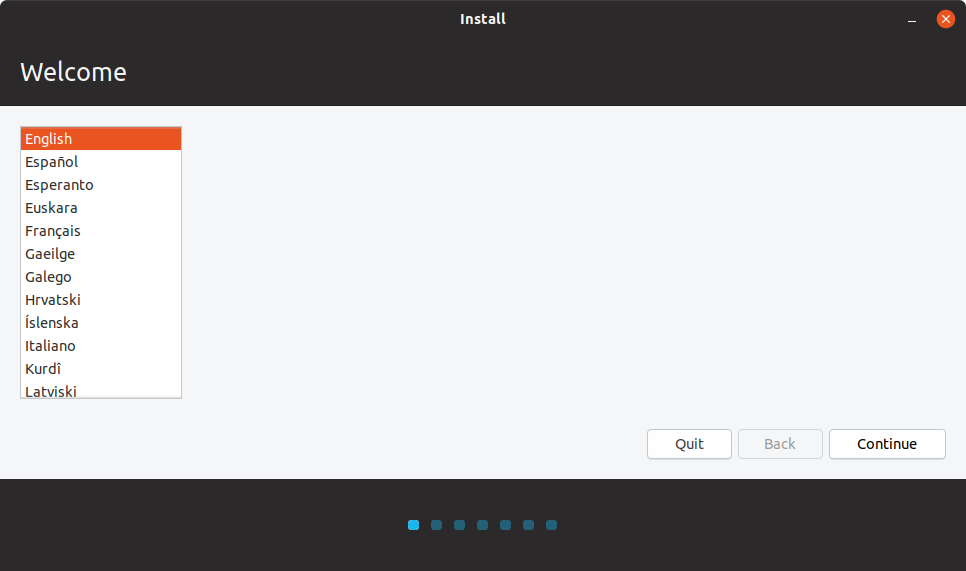 Install
Welcome
English
Español
Esperanto
Euskara
Français
Gaeilge
Galego
Hrvatski
Íslenska
Italiano
Kurdî
Latviski
Quit
Back
Continue